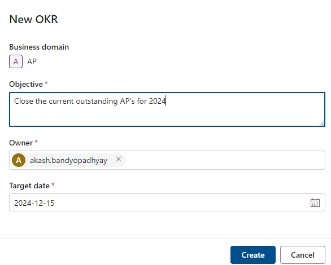 New OKR
Business domain
A AP
Objective *
Close the current outstanding AP's for 2024
Owner *
A akash.bandyopadhyay ×
Target date *
2024-12-15
Create Cancel